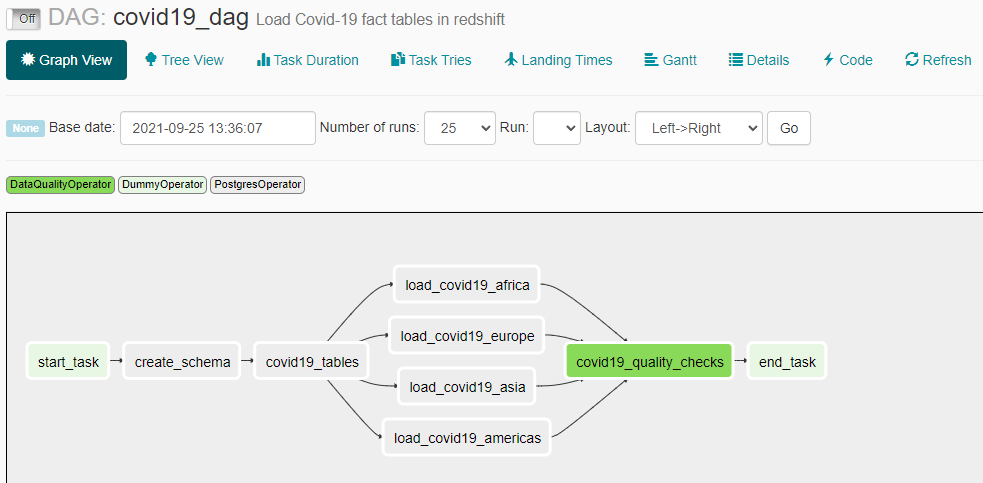 Off DAG: covid19_dag Load Covid-19 fact tables in redshift
Graph View Tree View Task Duration Task Tries Landing Times Gantt Details Code Refresh
None Base date: 2021-09-25 13:36:07 Number of runs: 25 Run: Layout: Left->Right Go
DataQualityOperator DummyOperator PostgresOperator
load_covid19_africa
load_covid19_europe
start_task create_schema covid19_tables covid19_quality_checks end_task
load_covid19_asia
load_covid19_americas